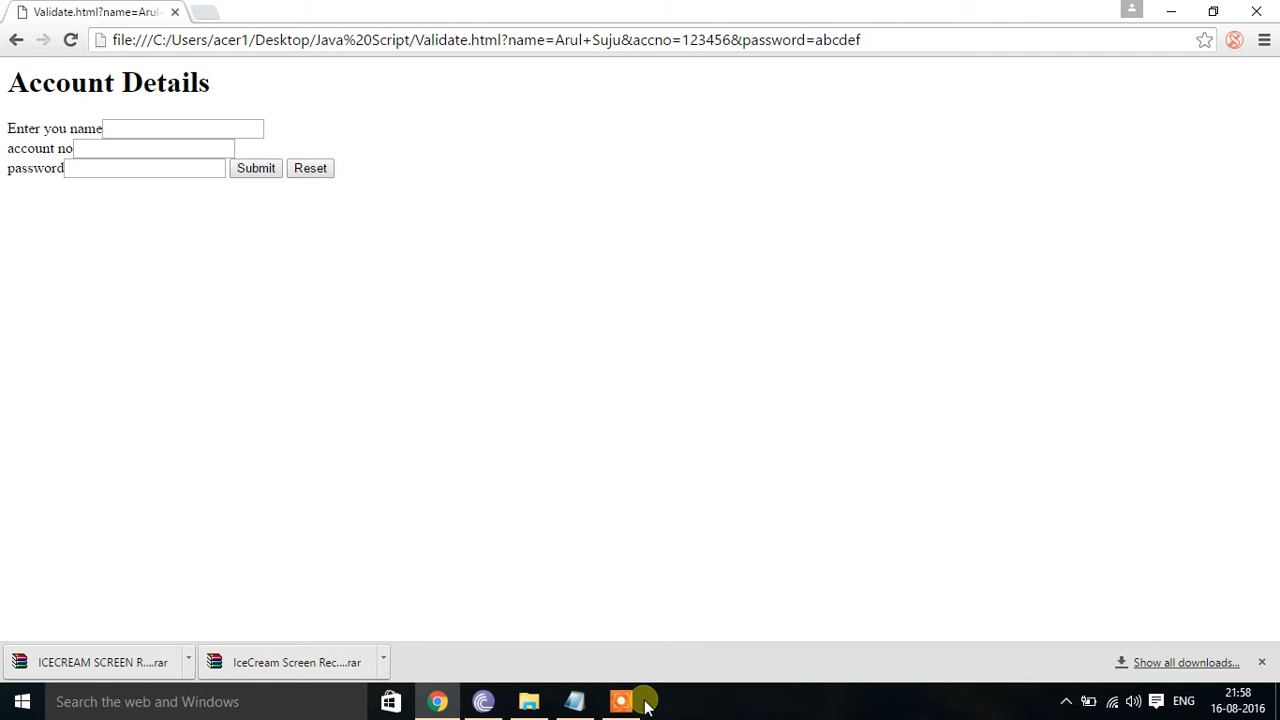 Validate.html?name=Arul-
file:///C:/Users/acer1/Desktop/Java%20Script/Validate.html?name=Arul+Suju&accno=123456&password=abcdef
Account Details
Enter you name
account no
password Submit Reset
ICECREAM SCREEN R....rar IceCream Screen Rec....rar Show all downloads...
Search the web and Windows ENG 21:58
16-08-2016